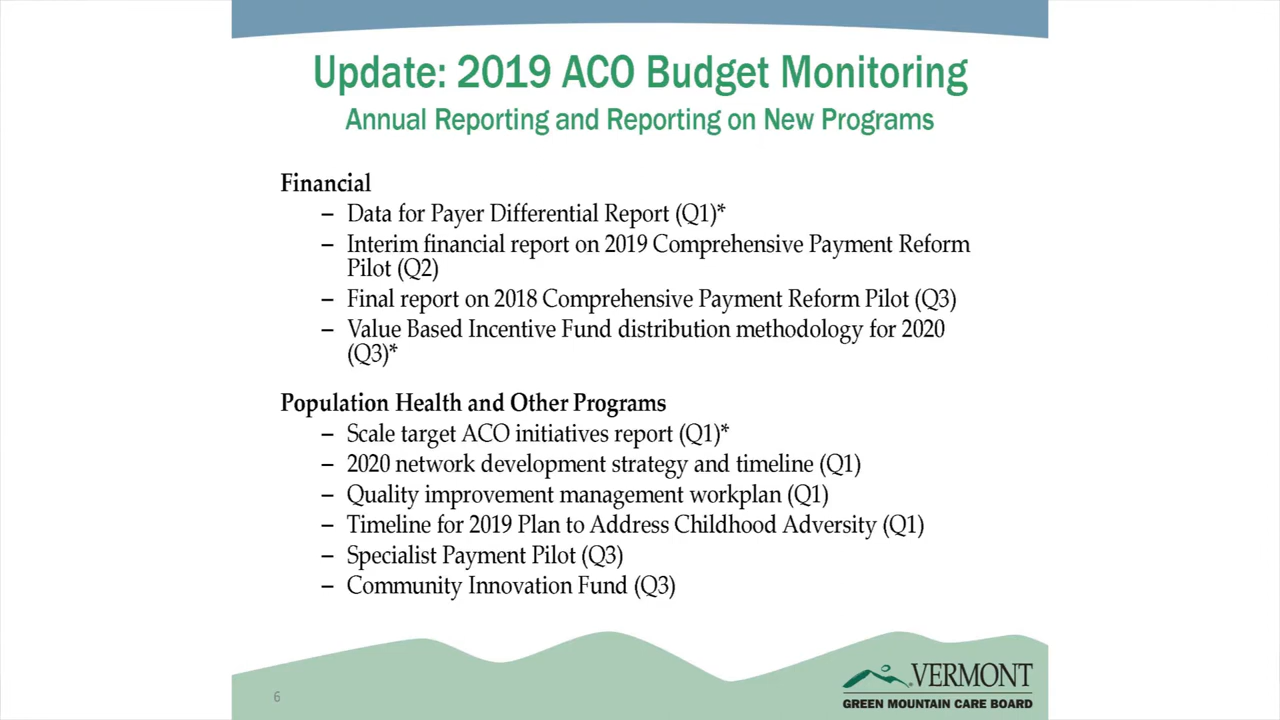 Update: 2019 ACO Budget Monitoring
Annual Reporting and Reporting on New Programs
Financial
– Data for Payer Differential Report (Q1)*
– Interim financial report on 2019 Comprehensive Payment Reform
Pilot (Q2)
– Final report on 2018 Comprehensive Payment Reform Pilot (Q3)
– Value Based Incentive Fund distribution methodology for 2020
(Q3)*
Population Health and Other Programs
– Scale target ACO initiatives report (Q1)*
– 2020 network development strategy and timeline (Q1)
– Quality improvement management workplan (Q1)
– Timeline for 2019 Plan to Address Childhood Adversity (Q1)
– Specialist Payment Pilot (Q3)
– Community Innovation Fund (Q3)
6
VERMONT
GREEN MOUNTAIN CARE BOARD